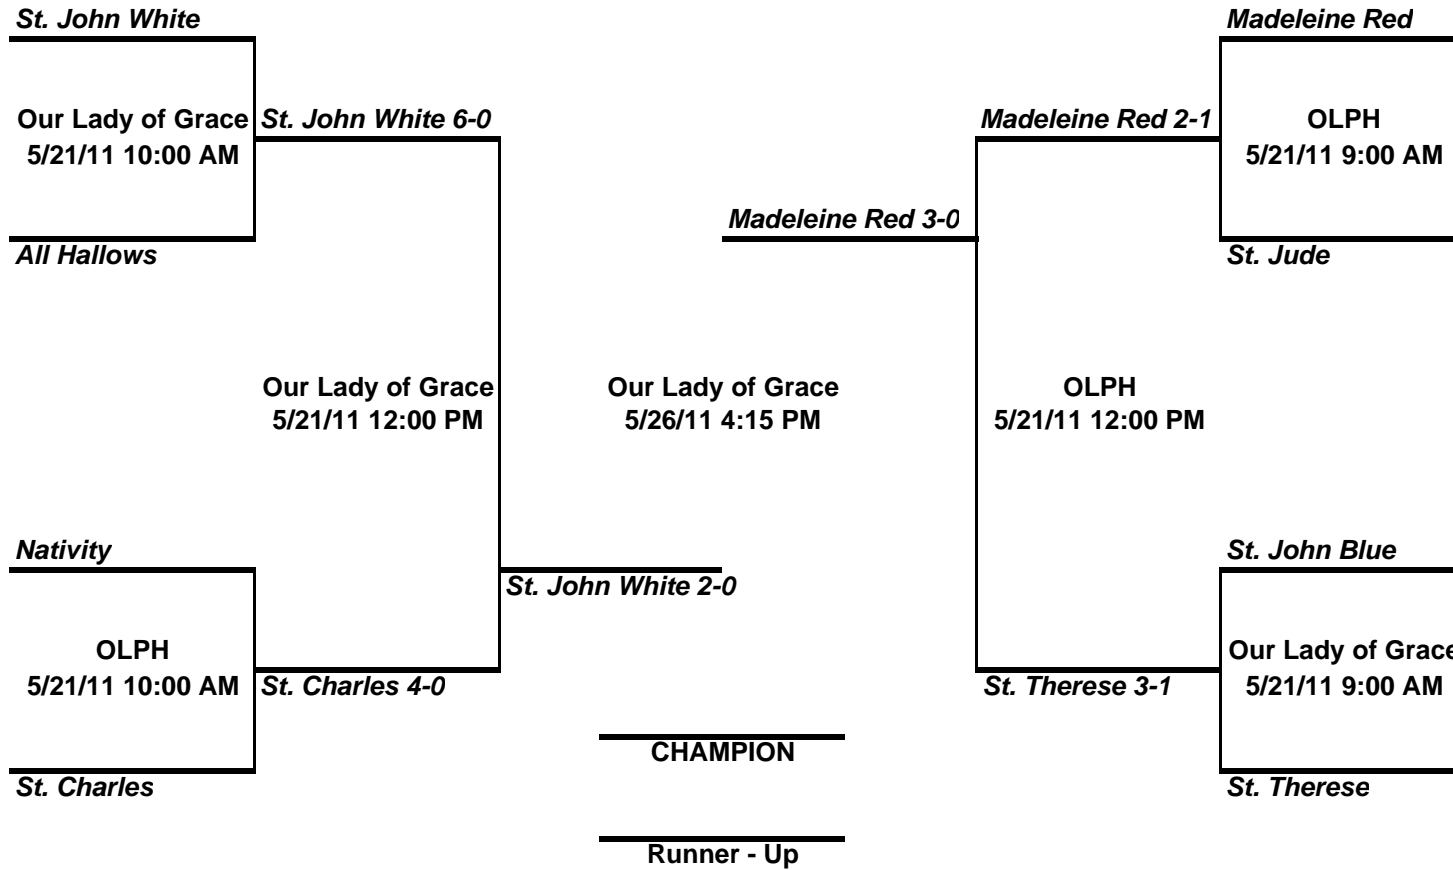 St. John White
Madeleine Red
Our Lady of Grace
5/21/11 10:00 AM
St. John White 6-0
Madeleine Red 2-1
OLPH
5/21/11 9:00 AM
Madeleine Red 3-0
All Hallows
St. Jude
Our Lady of Grace
5/21/11 12:00 PM
Our Lady of Grace
5/26/11 4:15 PM
OLPH
5/21/11 12:00 PM
Nativity
St. John Blue
St. John White 2-0
OLPH
5/21/11 10:00 AM
St. Charles 4-0
St. Therese 3-1
Our Lady of Grace
5/21/11 9:00 AM
CHAMPION
St. Charles
St. Therese
Runner - Up